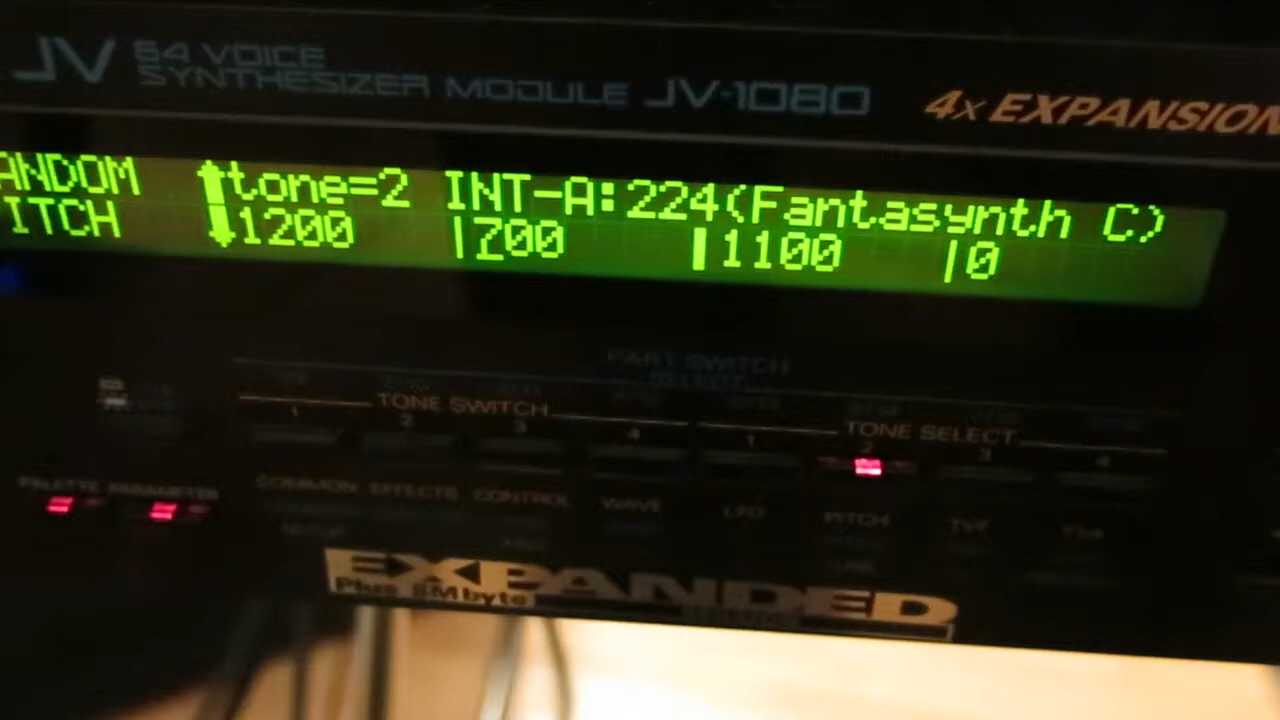 JV 64 VOICE
SYNTHESIZER MODULE JV-1080
4x EXPANSION
ANDOM tone=2 INT-A:224(Fantasynth C)
ITCH 1200 |700 |1100 |0
PART SWITCH
SELECT
TONE SWITCH
TONE SELECT
1 2 3 4 1 2 3 4
PALETTE PARAMETER
COMMON EFFECTS CONTROL WAVE LFO PITCH TVF TVA
EXPANDED
Plus 8Mbyte